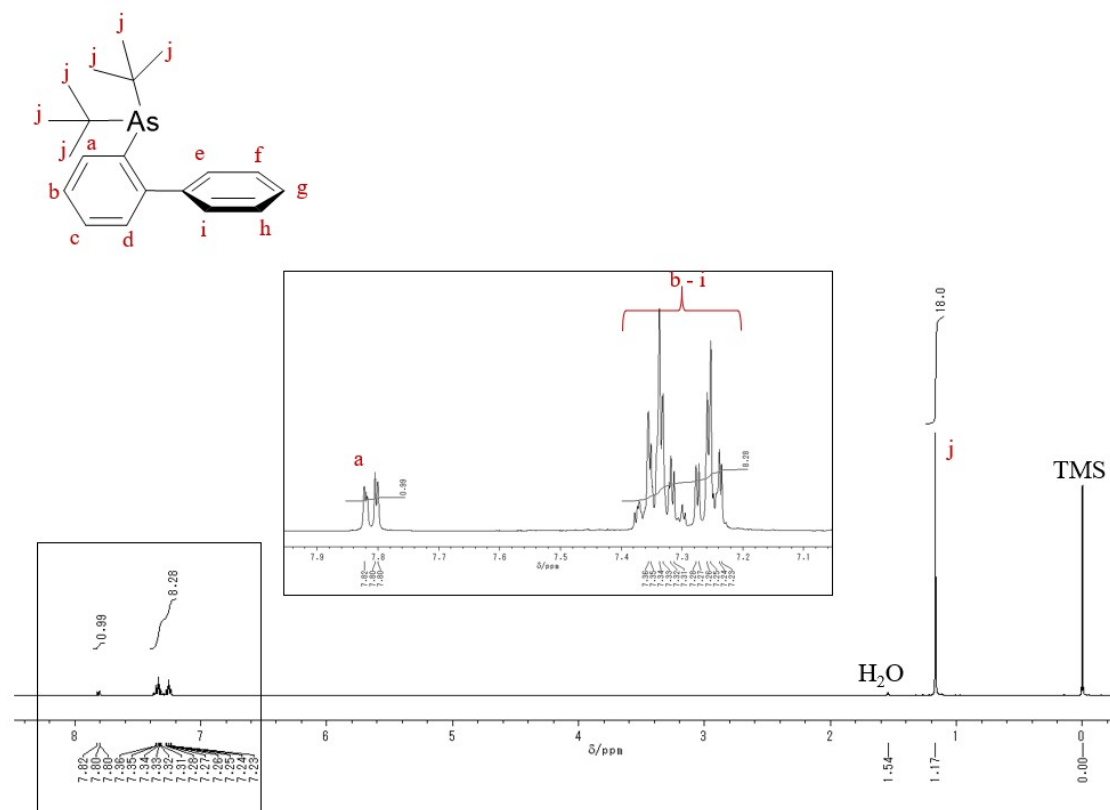 j
j
j
j
As
j
j
a
b
c
d
e
f
g
h
i
b - i
a
0.99
8.28
7.9
7.8
7.7
7.6
7.5
7.4
7.3
7.2
7.1
δ/ppm
7.82
7.80
7.80
7.36
7.35
7.34
7.33
7.32
7.31
7.28
7.27
7.26
7.25
7.24
7.23
18.0
j
TMS
H₂O
0.99
8.28
8
7
6
5
4
3
2
1
0
δ/ppm
7.82
7.80
7.80
7.36
7.35
7.34
7.33
7.32
7.31
7.28
7.27
7.26
7.25
7.24
7.23
1.54
1.17
0.00